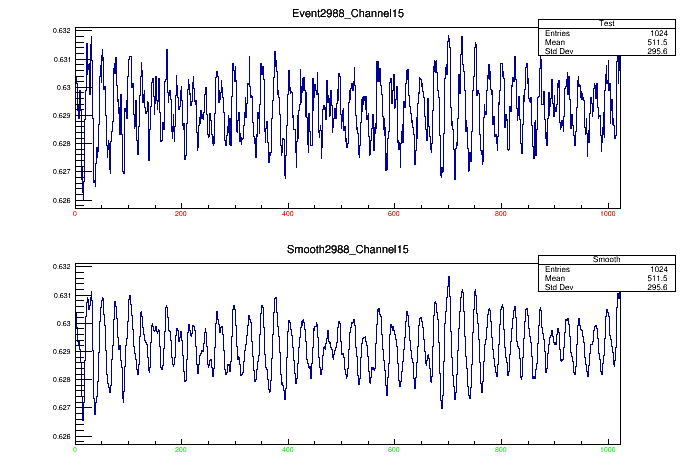 Event2988_Channel15
Test
Entries 1024
Mean 511.5
Std Dev 295.6
0.632
0.631
0.63
0.629
0.628
0.627
0.626
0 200 400 600 800 1000
Smooth2988_Channel15
Smooth
Entries 1024
Mean 511.5
Std Dev 295.6
0.632
0.631
0.63
0.629
0.628
0.627
0.626
0 200 400 600 800 1000